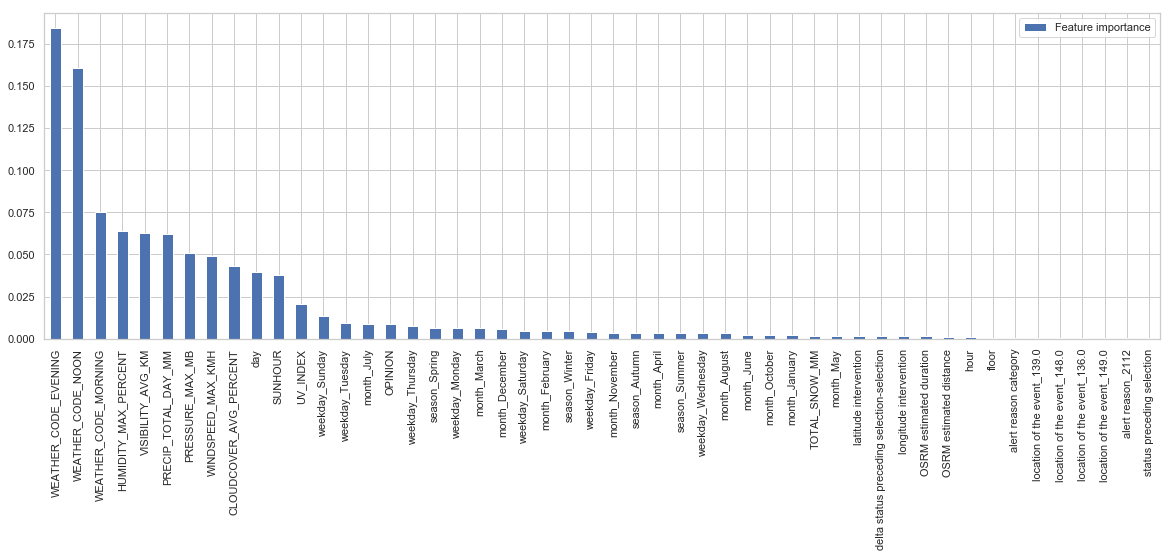 Feature importance
0.175
0.150
0.125
0.100
0.075
0.050
0.025
0.000
WEATHER_CODE_EVENING
WEATHER_CODE_NOON
WEATHER_CODE_MORNING
HUMIDITY_MAX_PERCENT
VISIBILITY_AVG_KM
PRECIP_TOTAL_DAY_MM
PRESSURE_MAX_MB
WINDSPEED_MAX_KMH
CLOUDCOVER_AVG_PERCENT
day
SUNHOUR
UV_INDEX
weekday_Sunday
weekday_Tuesday
month_July
OPINION
weekday_Thursday
season_Spring
weekday_Monday
month_March
month_December
weekday_Saturday
month_February
season_Winter
weekday_Friday
month_November
season_Autumn
month_April
season_Summer
weekday_Wednesday
month_August
month_June
month_October
month_January
TOTAL_SNOW_MM
month_May
latitude intervention
delta status preceding selection-selection
longitude intervention
OSRM estimated duration
OSRM estimated distance
hour
floor
alert reason category
location of the event_139.0
location of the event_148.0
location of the event_136.0
location of the event_149.0
alert reason_2112
status preceding selection